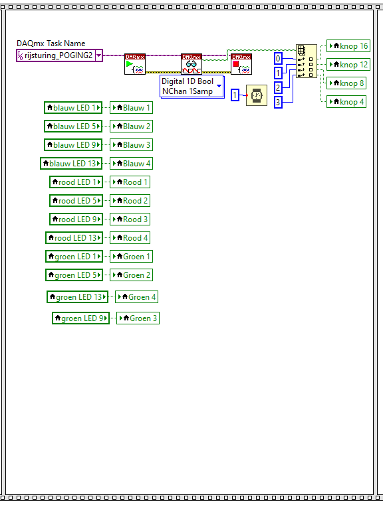 DAQmx Task Name
rijsturing_POGING2
Digital 1D Bool
NChan 1Samp
1
0
1
2
3
knop 16
knop 12
knop 8
knop 4
blauw LED 1 Blauw 1
blauw LED 5 Blauw 2
blauw LED 9 Blauw 3
blauw LED 13 Blauw 4
rood LED 1 Rood 1
rood LED 5 Rood 2
rood LED 9 Rood 3
rood LED 13 Rood 4
groen LED 1 Groen 1
groen LED 5 Groen 2
groen LED 13 Groen 4
groen LED 9 Groen 3